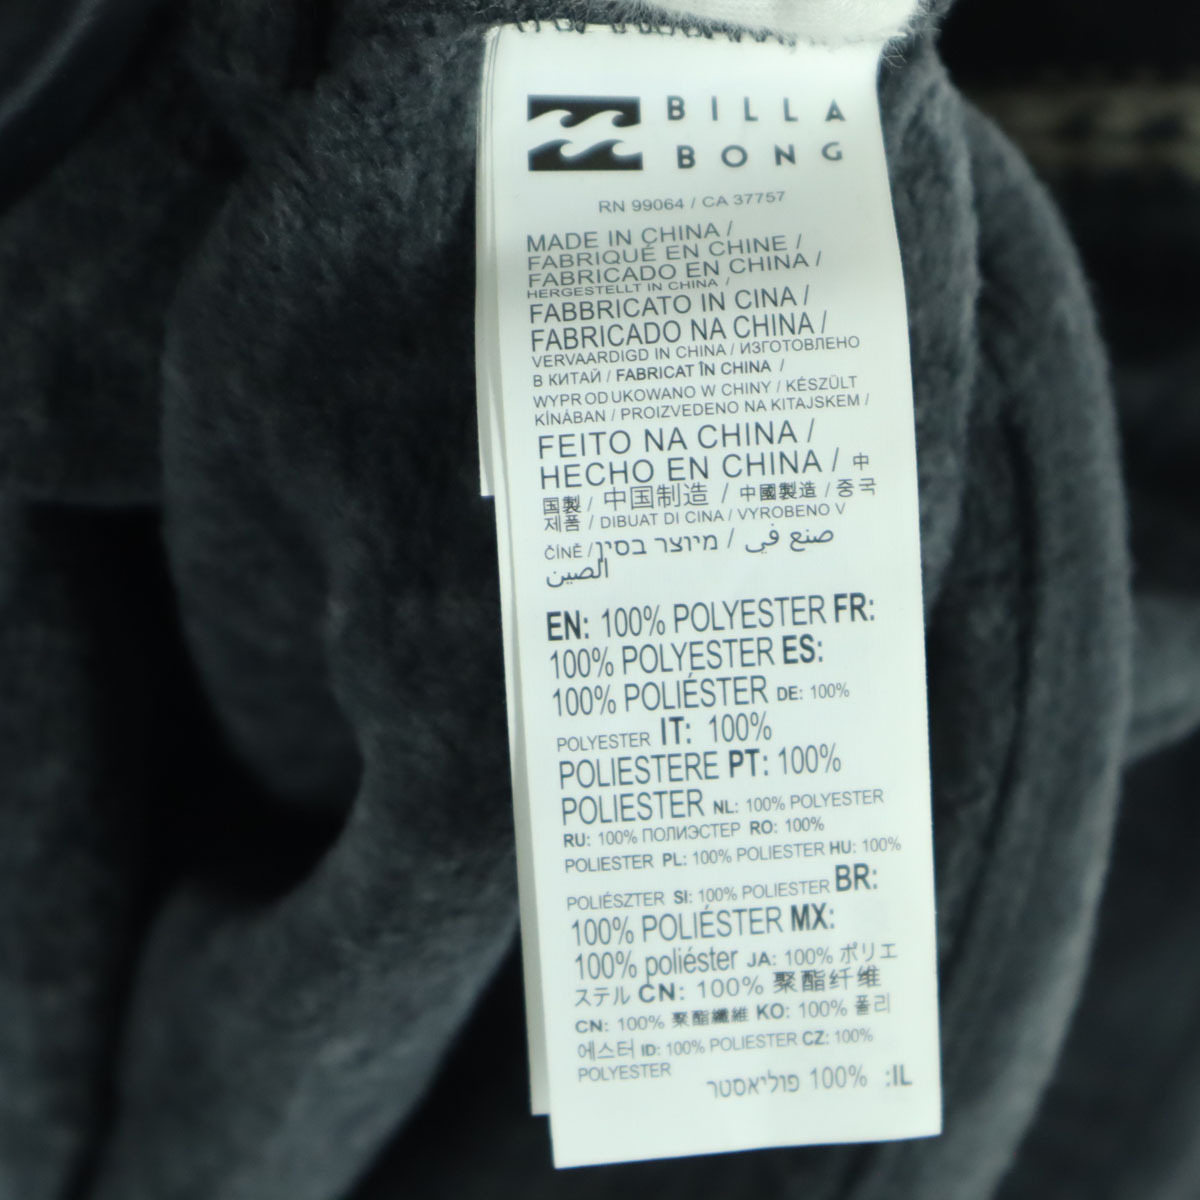 BILLA
BONG
RN 99064 / CA 37757
MADE IN CHINA /
FABRIQUÉ EN CHINE /
FABRICADO EN CHINA /
HERGESTELLT IN CHINA /
FABBRICATO IN CINA /
FABRICADO NA CHINA /
VERVAARDIGD IN CHINA / ИЗГОТОВЛЕНО
В КИТАЙ / FABRICAT ÎN CHINA /
WYPRODUKOWANO W CHINY / KÉSZÜLT
KÍNÁBAN / PROIZVEDENO NA KITAJSKEM /
FEITO NA CHINA /
HECHO EN CHINA / 中
国製 / 中国制造 / 中國製造 / 중국
제품 / DIBUAT DI CINA / VYROBENO V
ČÍNĚ / מיוצר בסין / صنع في
الصين
EN: 100% POLYESTER FR:
100% POLYESTER ES:
100% POLIÉSTER DE: 100%
POLYESTER IT: 100%
POLIESTERE PT: 100%
POLIESTER NL: 100% POLYESTER
RU: 100% ПОЛИЭСТЕР RO: 100%
POLIESTER PL: 100% POLIESTER HU: 100%
POLIÉSZTER SI: 100% POLIESTER BR:
100% POLIÉSTER MX:
100% poliéster JA: 100% ポリエ
ステル CN: 100% 聚酯纤维
CN: 100% 聚酯纖維 KO: 100% 폴리
에스터 ID: 100% POLIESTER CZ: 100%
POLYESTER
IL: 100% פוליאסטר